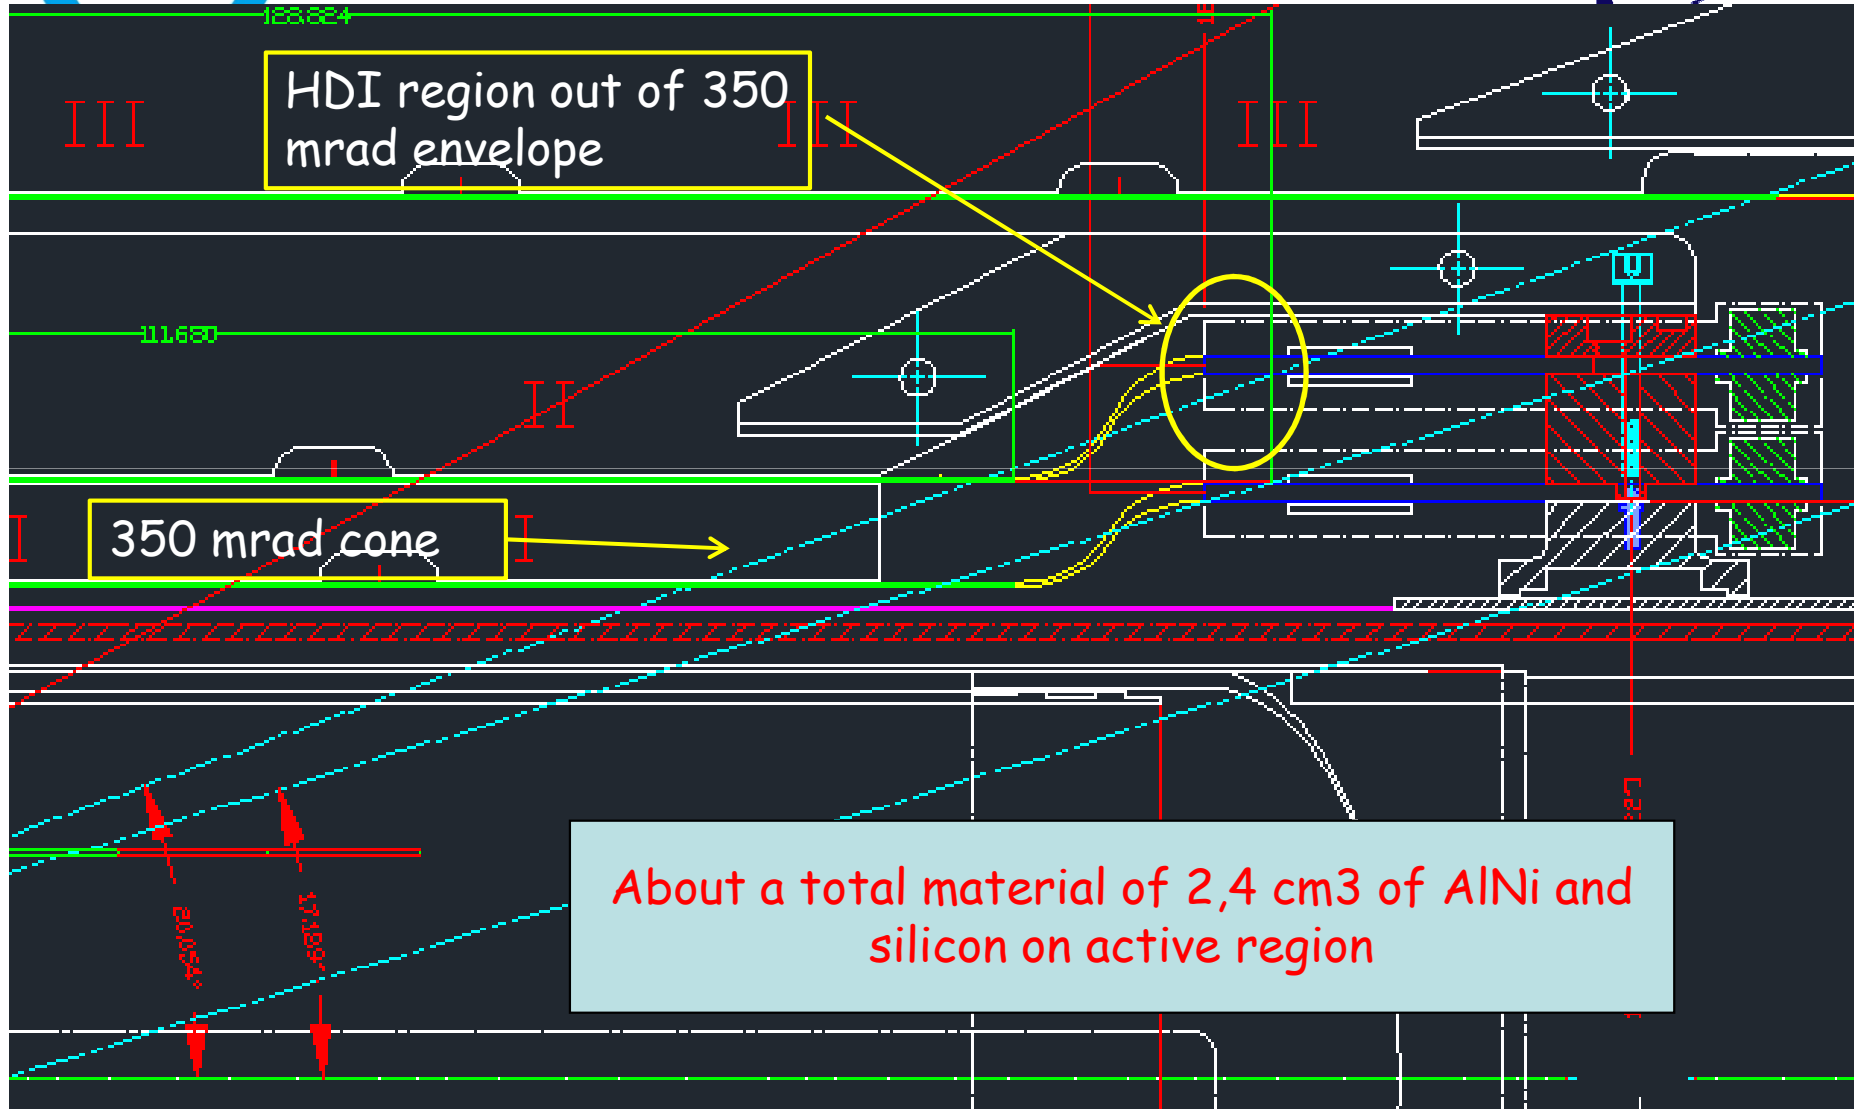 128.824
HDI region out of 350
mrad envelope
III
III
III
111.680
II
350 mrad cone
I
I
About a total material of 2,4 cm3 of AlNi and
silicon on active region